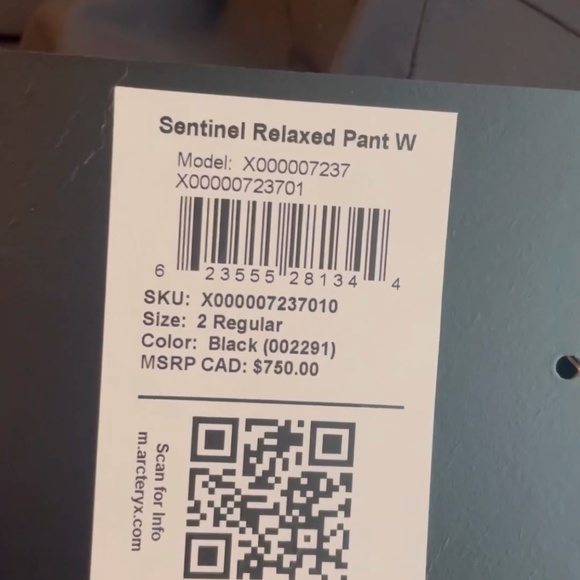 Sentinel Relaxed Pant W
Model: X000007237
X00000723701
6 23555 28134 4
SKU: X000007237010
Size: 2 Regular
Color: Black (002291)
MSRP CAD: $750.00
Scan for Info
m.arcteryx.com